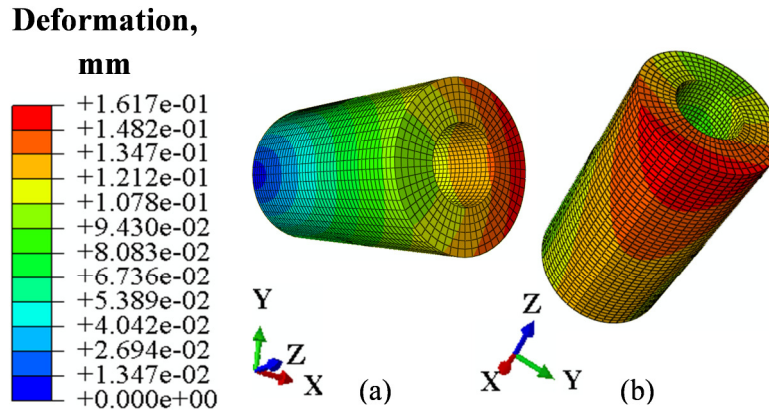 Deformation,
mm
+1.617e-01
+1.482e-01
+1.347e-01
+1.212e-01
+1.078e-01
+9.430e-02
+8.083e-02
+6.736e-02
+5.389e-02
+4.042e-02
+2.694e-02
+1.347e-02
+0.000e+00
Y
Z
X
(a)
Z
X
Y
(b)